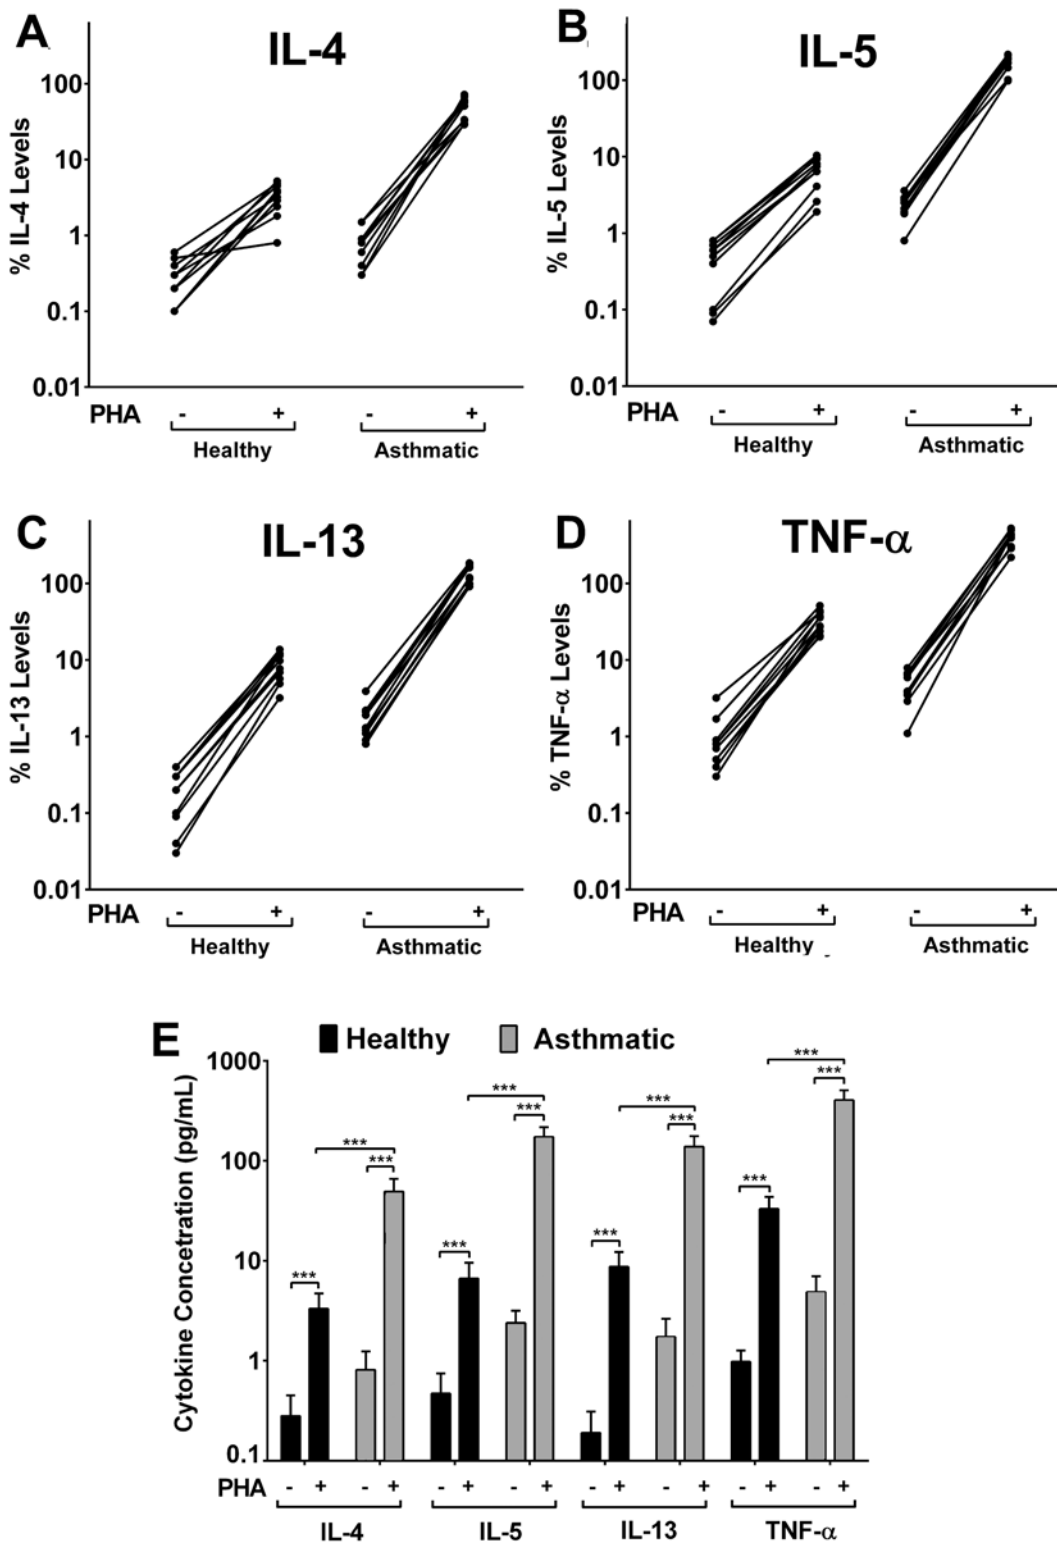 A
IL-4
% IL-4 Levels
100
10
1
0.1
0.01
PHA - + - +
Healthy Asthmatic
B
IL-5
% IL-5 Levels
100
10
1
0.1
0.01
PHA - + - +
Healthy Asthmatic
C
IL-13
% IL-13 Levels
100
10
1
0.1
0.01
PHA - + - +
Healthy Asthmatic
D
TNF-α
% TNF-α Levels
100
10
1
0.1
0.01
PHA - + - +
Healthy Asthmatic
E
Healthy Asthmatic
Cytokine Concetration (pg/mL)
1000
100
10
1
0.1
*** *** ***
*** *** ***
*** *** ***
*** *** ***
PHA - + - + - + - + - + - + - + - +
IL-4 IL-5 IL-13 TNF-α